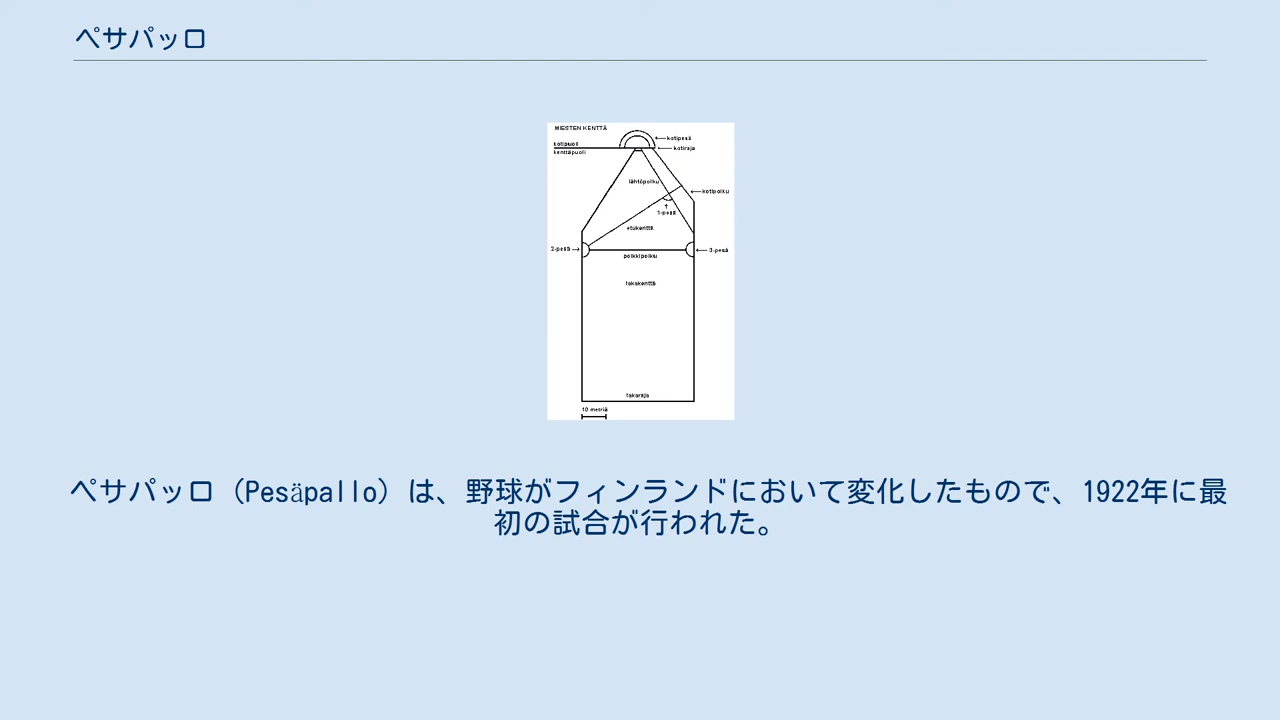 ペサパッロ
MIESTEN KENTTÄ
kotipesä
kotipuoli
kotiraja
kenttäpuoli
lähtöpolku
kotipolku
1-pesä
etukenttä
2-pesä
3-pesä
poikkipolku
takakenttä
takaraja
10 metriä
ペサパッロ（Pesäpallo）は、野球がフィンランドにおいて変化したもので、1922年に最
初の試合が行われた。